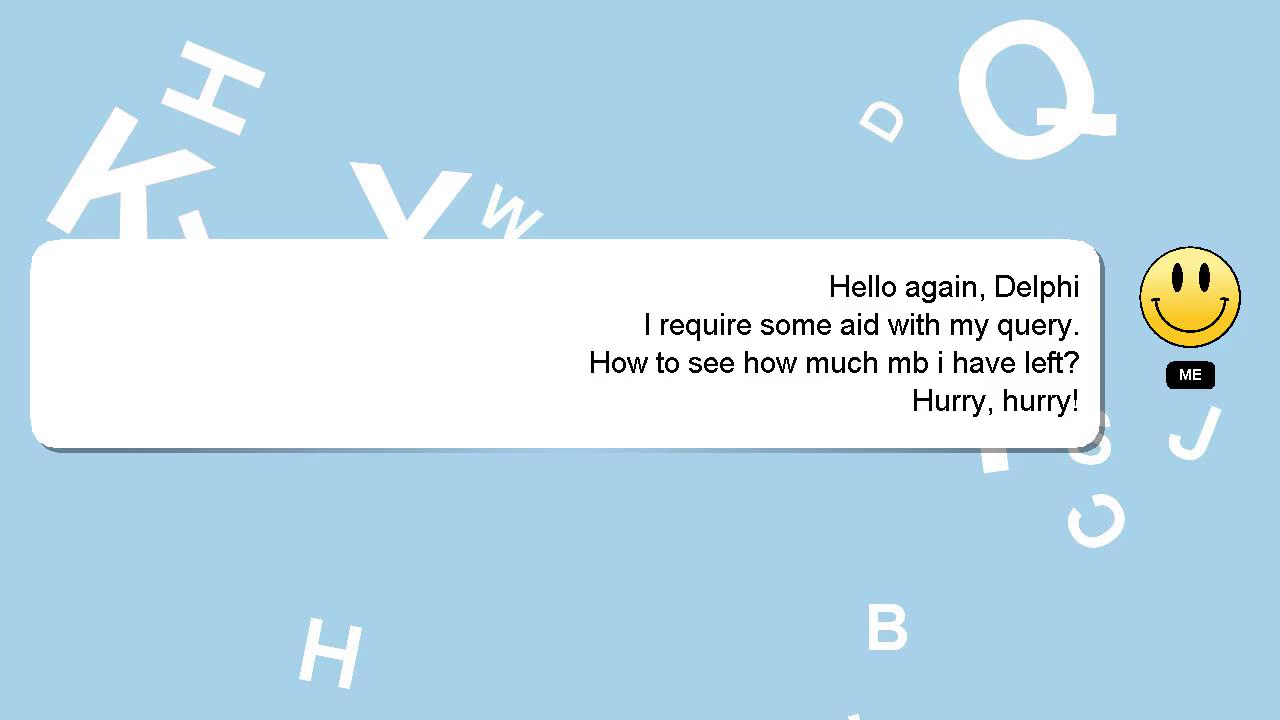 H
Q
D
K
Y
W
Hello again, Delphi
I require some aid with my query.
How to see how much mb i have left?
Hurry, hurry!
ME
S
J
C
B
H